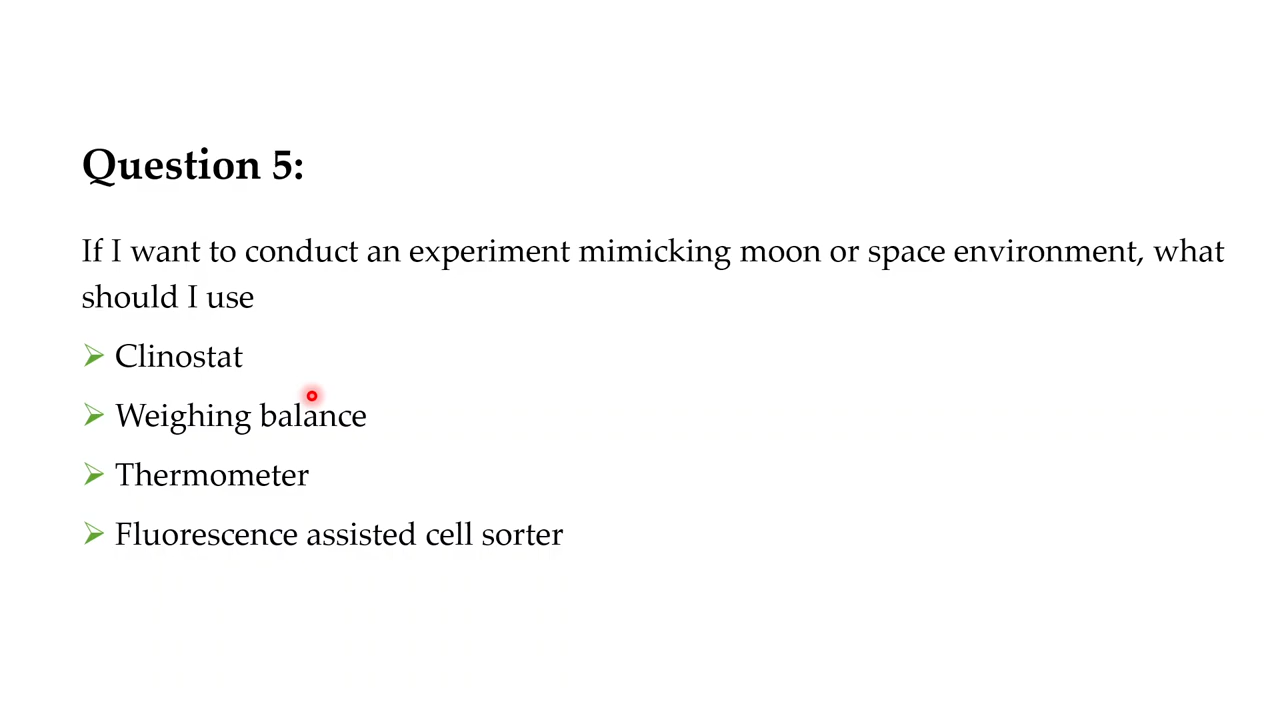 Question 5:
If I want to conduct an experiment mimicking moon or space environment, what
should I use
Clinostat
Weighing balance
Thermometer
Fluorescence assisted cell sorter